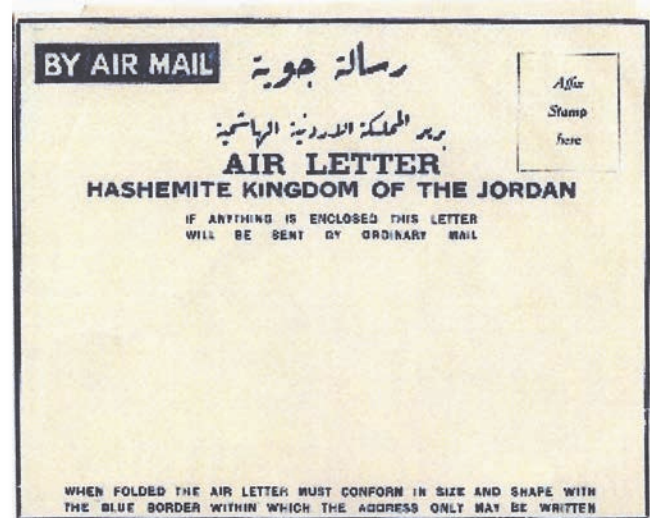 BY AIR MAIL
رسالة جوية
Affix
Stamp
here
بريد المملكة الاردنية الهاشمية
AIR LETTER
HASHEMITE KINGDOM OF THE JORDAN
IF ANYTHING IS ENCLOSED THIS LETTER
WILL BE SENT BY ORDINARY MAIL
WHEN FOLDED THE AIR LETTER MUST CONFORN IN SIZE AND SHAPE WITH
THE BLUE BORDER WITHIN WHICH THE ADDRESS ONLY MAY BE WRITTEN